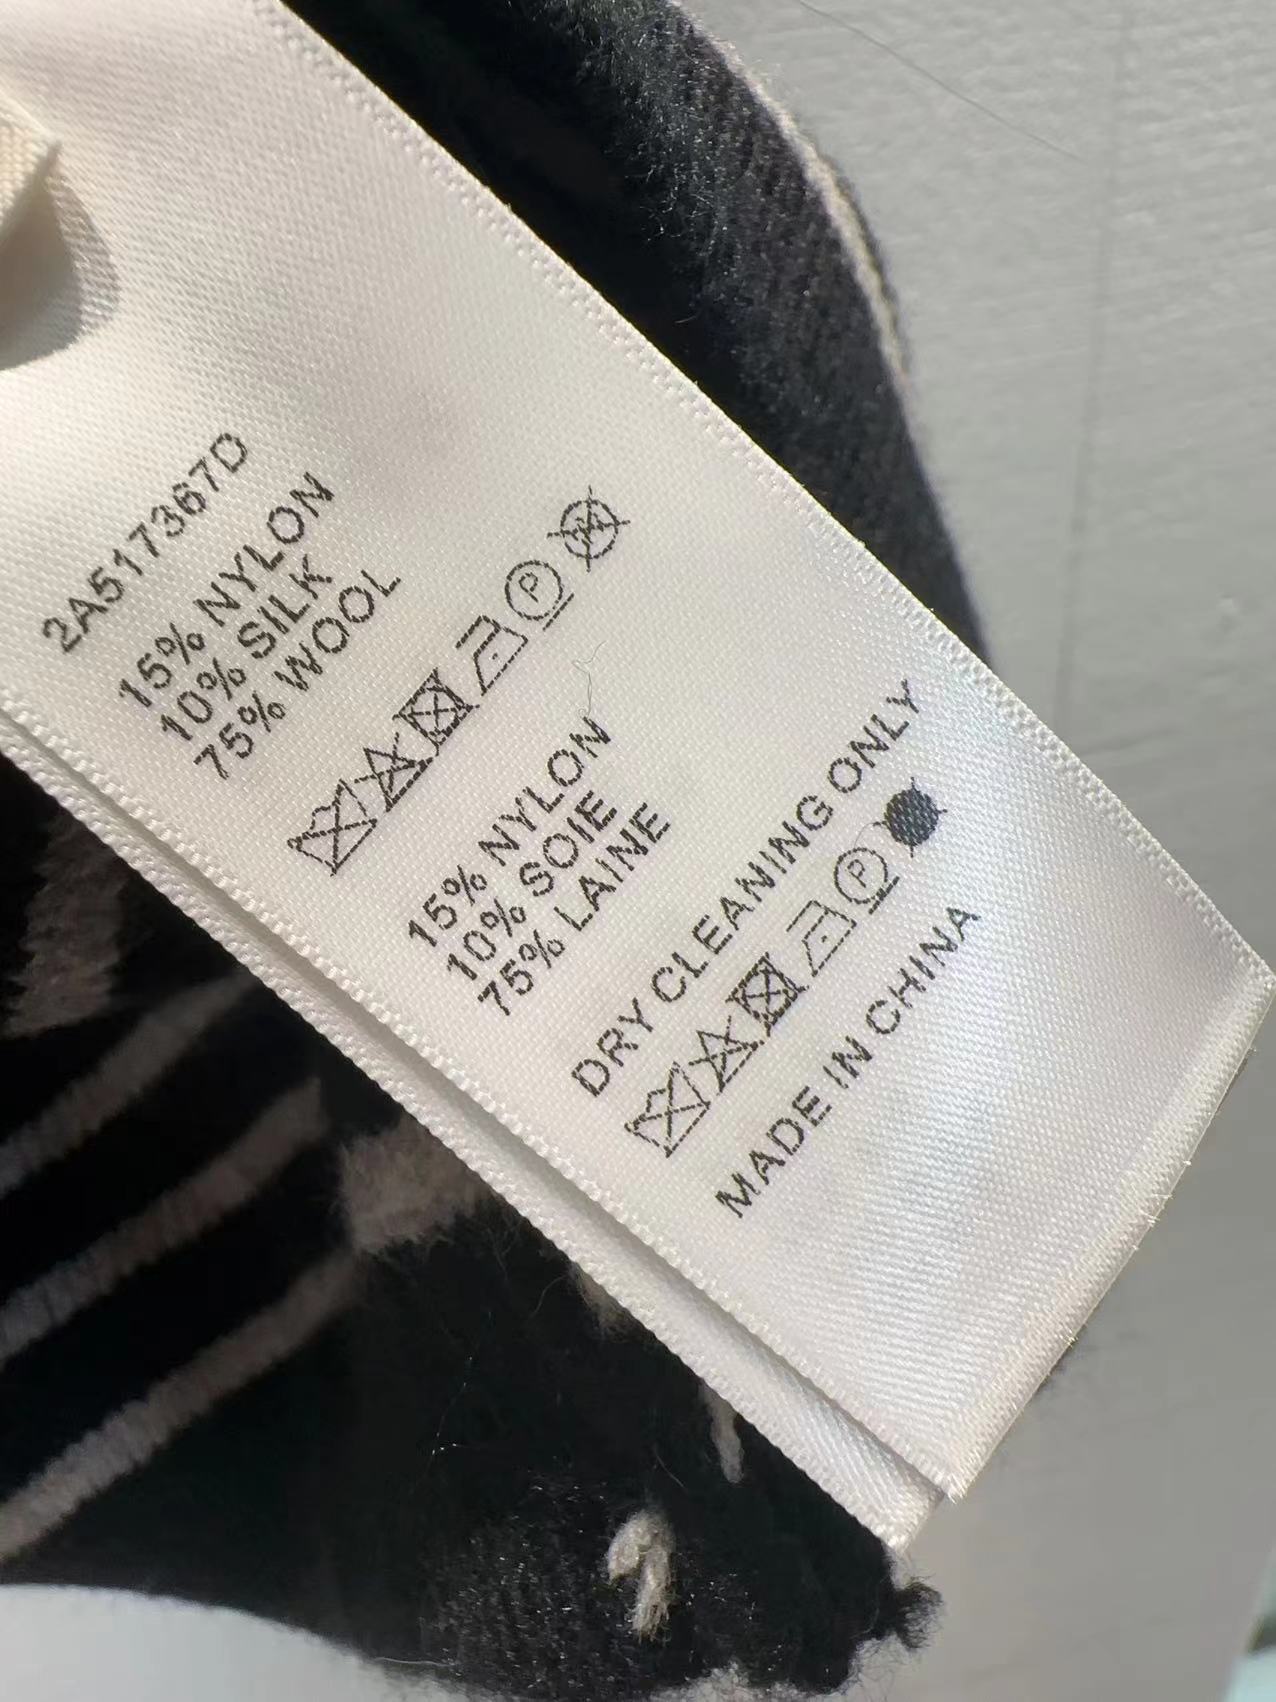 2A517367D
15% NYLON
10% SILK
75% WOOL
P
15% NYLON
10% SOIE
75% LAINE
DRY CLEANING ONLY
P
MADE IN CHINA